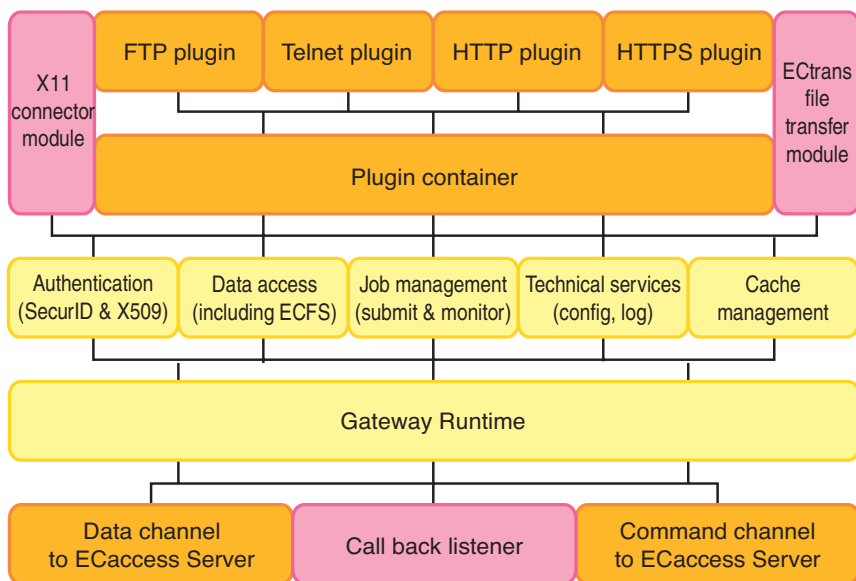 FTP plugin
Telnet plugin
HTTP plugin
HTTPS plugin
X11
connector
module
ECtrans
file
transfer
module
Plugin container
Authentication
(SecurID & X509)
Data access
(including ECFS)
Job management
(submit & monitor)
Technical services
(config, log)
Cache
management
Gateway Runtime
Data channel
to ECaccess Server
Call back listener
Command channel
to ECaccess Server